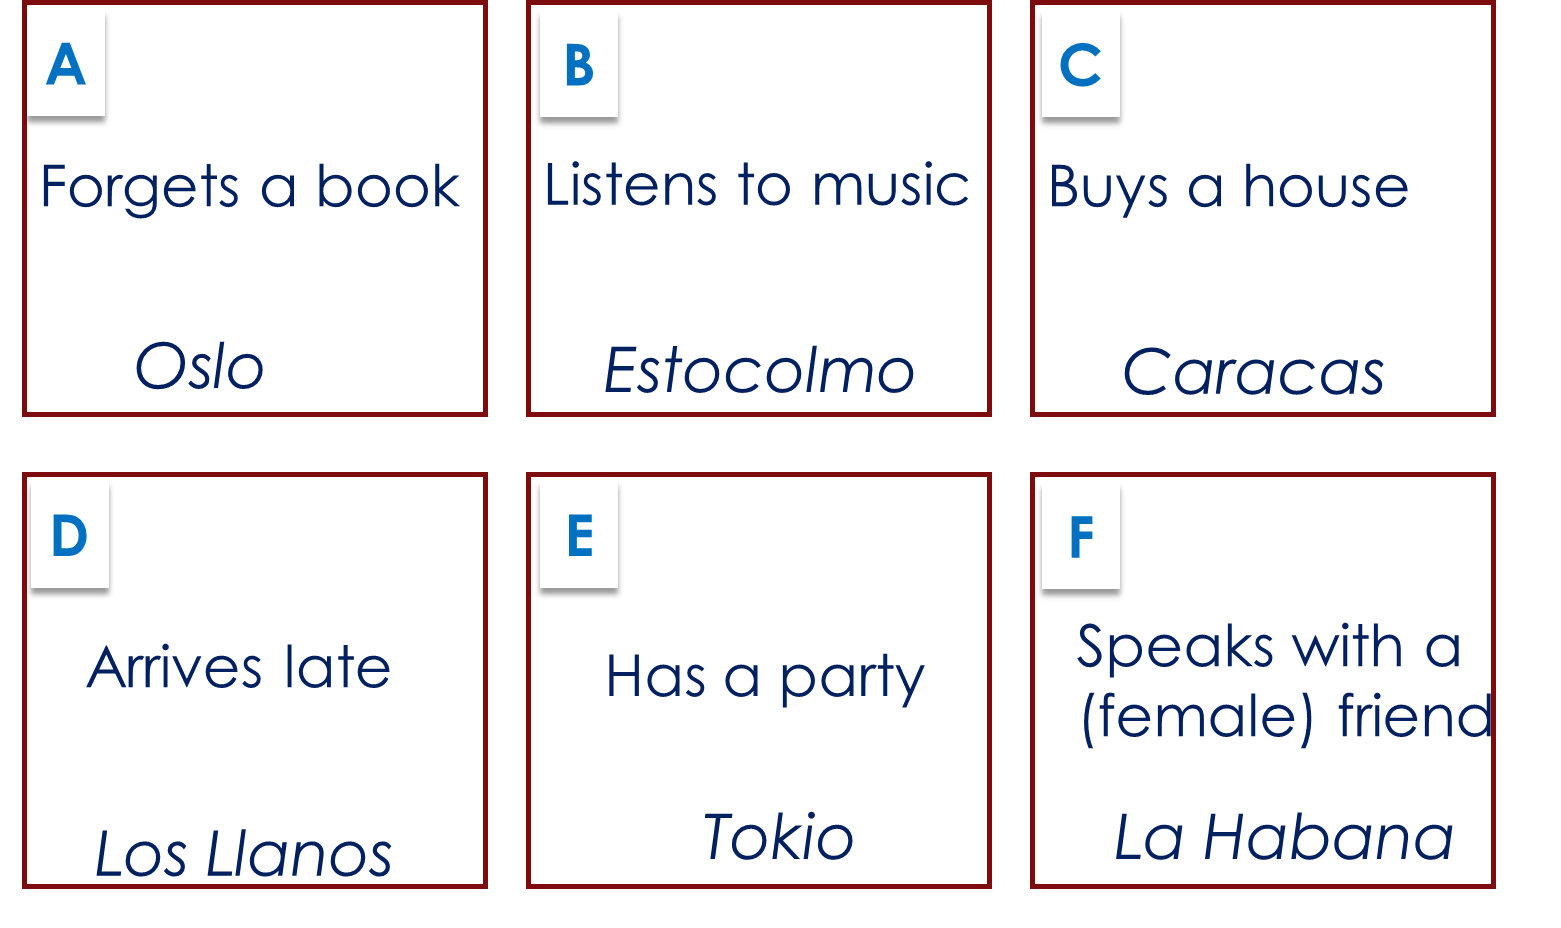 A
Forgets a book
Oslo
B
Listens to music
Estocolmo
C
Buys a house
Caracas
D
Arrives late
Los Llanos
E
Has a party
Tokio
F
Speaks with a
(female) friend
La Habana